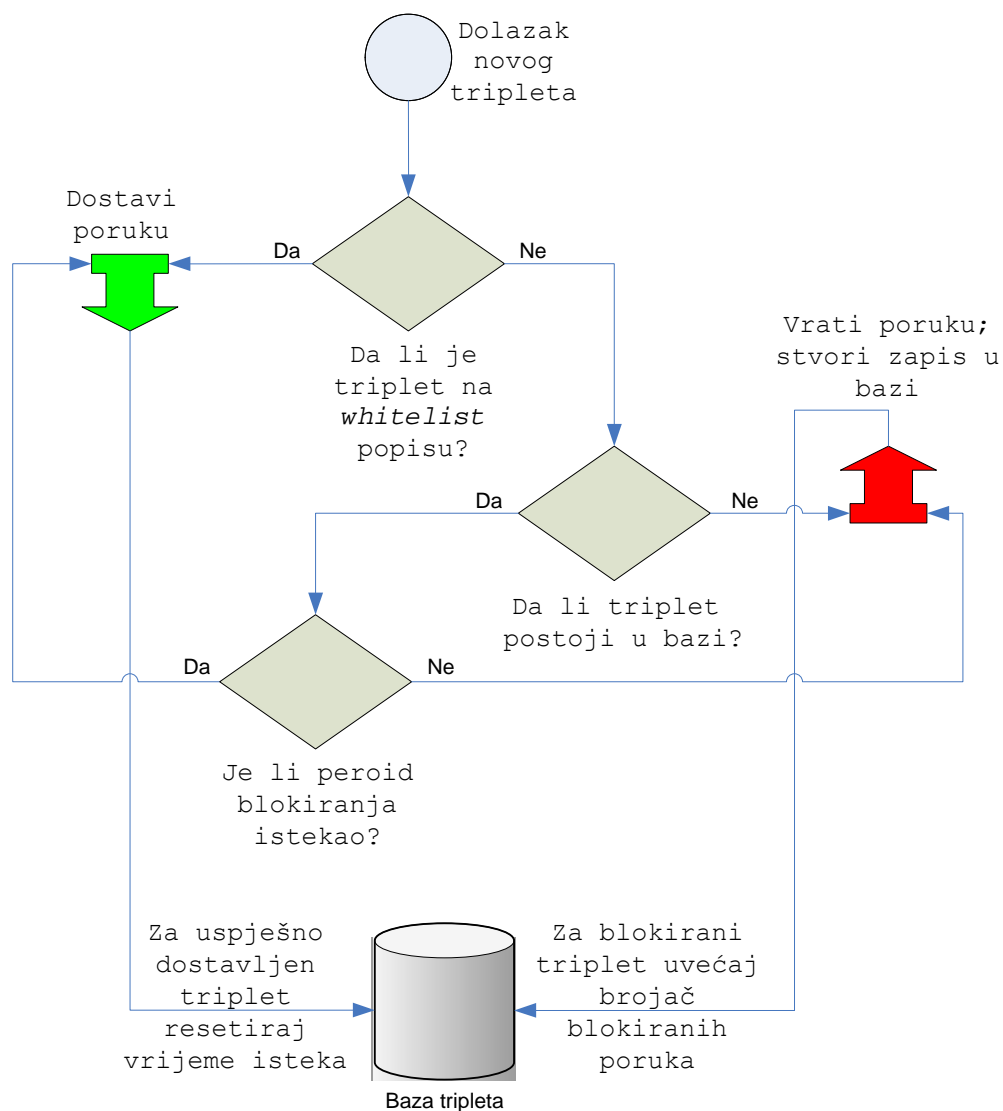 Dolazak
novog
tripleta
Dostavi
poruku
Da
Ne
Da li je
triplet na
whitelist
popisu?
Vrati poruku;
stvori zapis u
bazi
Da
Ne
Da li triplet
postoji u bazi?
Da
Ne
Je li peroid
blokiranja
istekao?
Za uspješno
dostavljen
triplet
resetiraj
vrijeme isteka
Za blokirani
triplet uvećaj
brojač
blokiranih
poruka
Baza tripleta